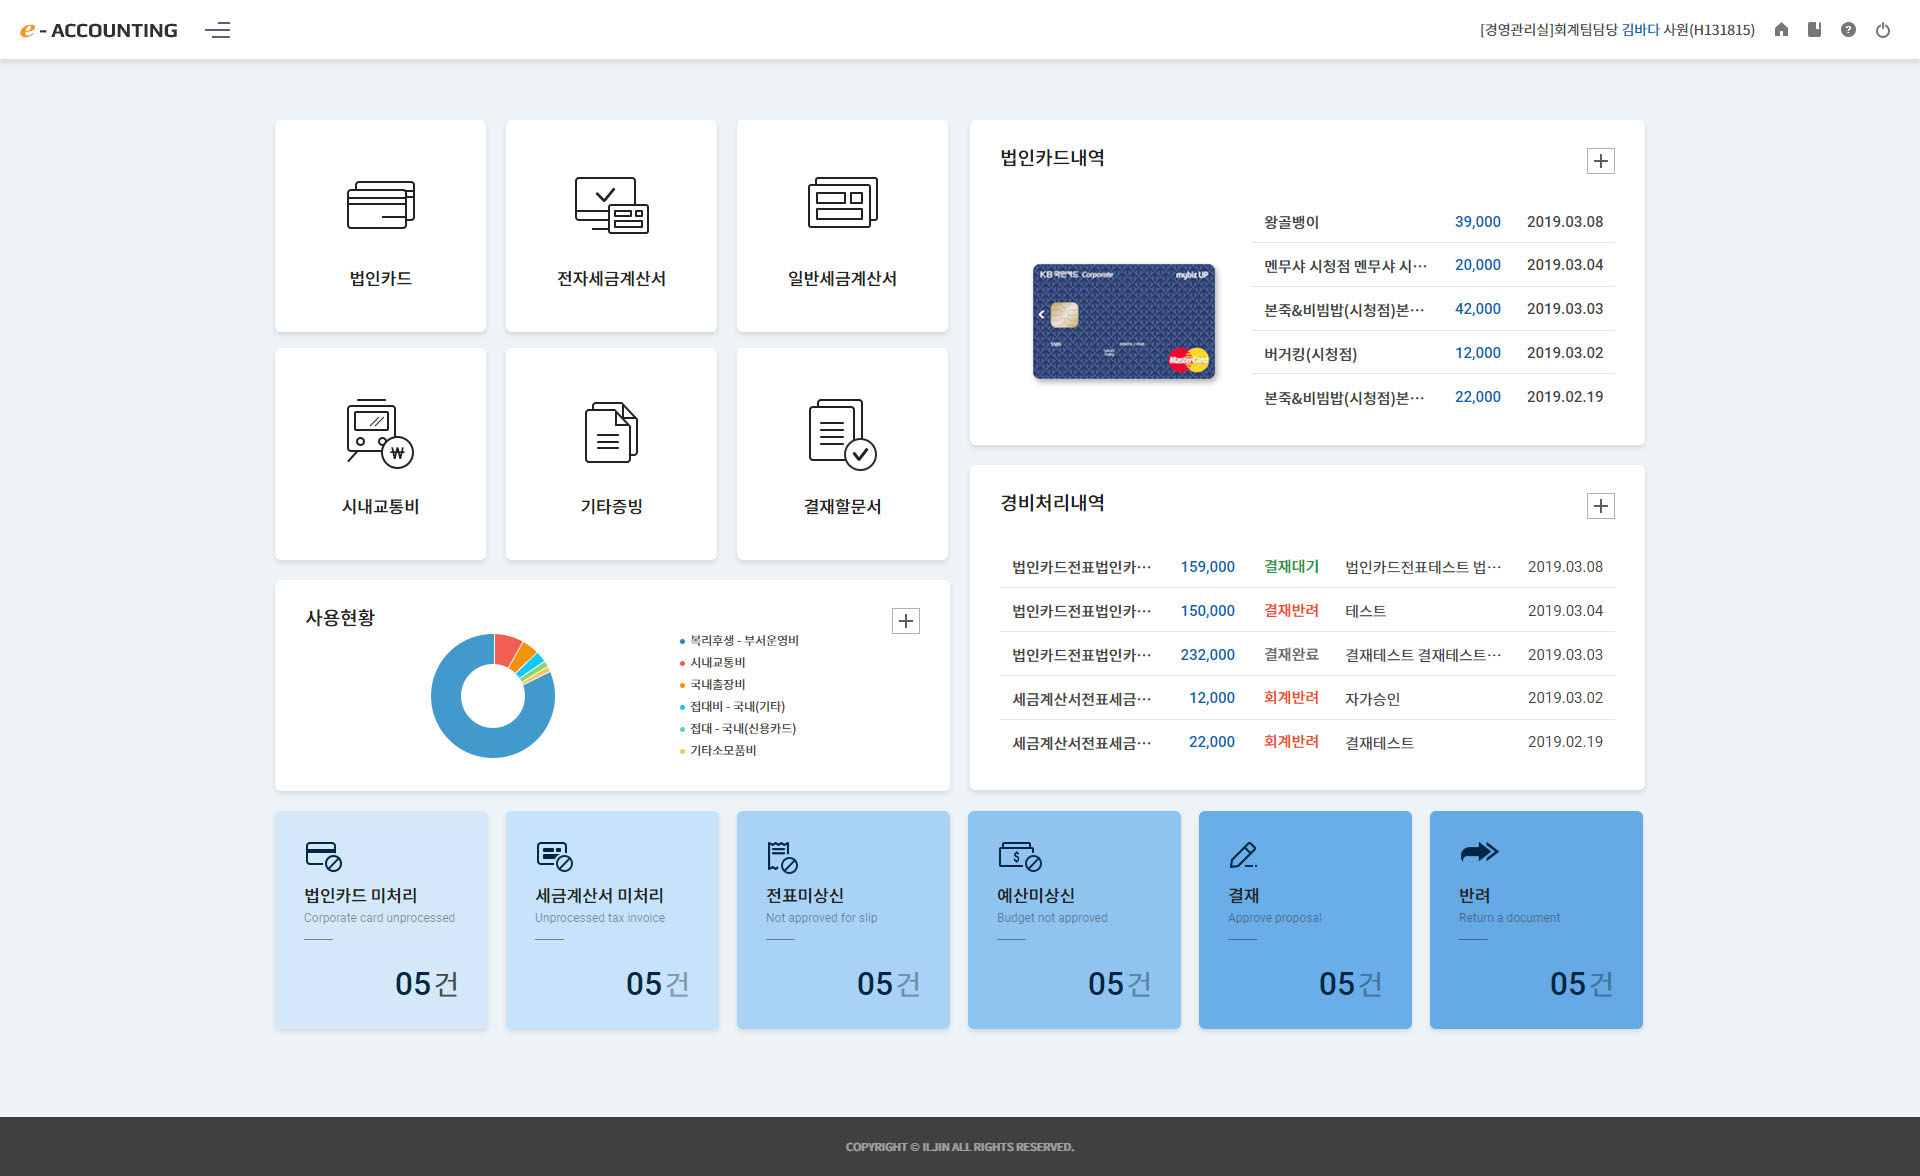 e - ACCOUNTING
[경영관리실]회계팀담당 김바다 사원(H131815)
법인카드
전자세금계산서
일반세금계산서
시내교통비
기타증빙
결재할문서
법인카드내역
KB국민카드 Corporate
mybiz UP
MasterCard
왕골뱅이 39,000 2019.03.08
멘무샤 시청점 멘무샤 시··· 20,000 2019.03.04
본죽&비빔밥(시청점)본··· 42,000 2019.03.03
버거킹(시청점) 12,000 2019.03.02
본죽&비빔밥(시청점)본··· 22,000 2019.02.19
경비처리내역
법인카드전표법인카··· 159,000 결재대기 법인카드전표테스트 법··· 2019.03.08
법인카드전표법인카··· 150,000 결재반려 테스트 2019.03.04
법인카드전표법인카··· 232,000 결재완료 결재테스트 결재테스트··· 2019.03.03
세금계산서전표세금··· 12,000 회계반려 자가승인 2019.03.02
세금계산서전표세금··· 22,000 회계반려 결재테스트 2019.02.19
사용현황
복리후생 - 부서운영비
시내교통비
국내출장비
접대비 - 국내(기타)
접대 - 국내(신용카드)
기타소모품비
법인카드 미처리
Corporate card unprocessed
05건
세금계산서 미처리
Unprocessed tax invoice
05건
전표미상신
Not approved for slip
05건
예산미상신
Budget not approved
05건
결재
Approve proposal
05건
반려
Return a document
05건
COPYRIGHT © ILJIN ALL RIGHTS RESERVED.